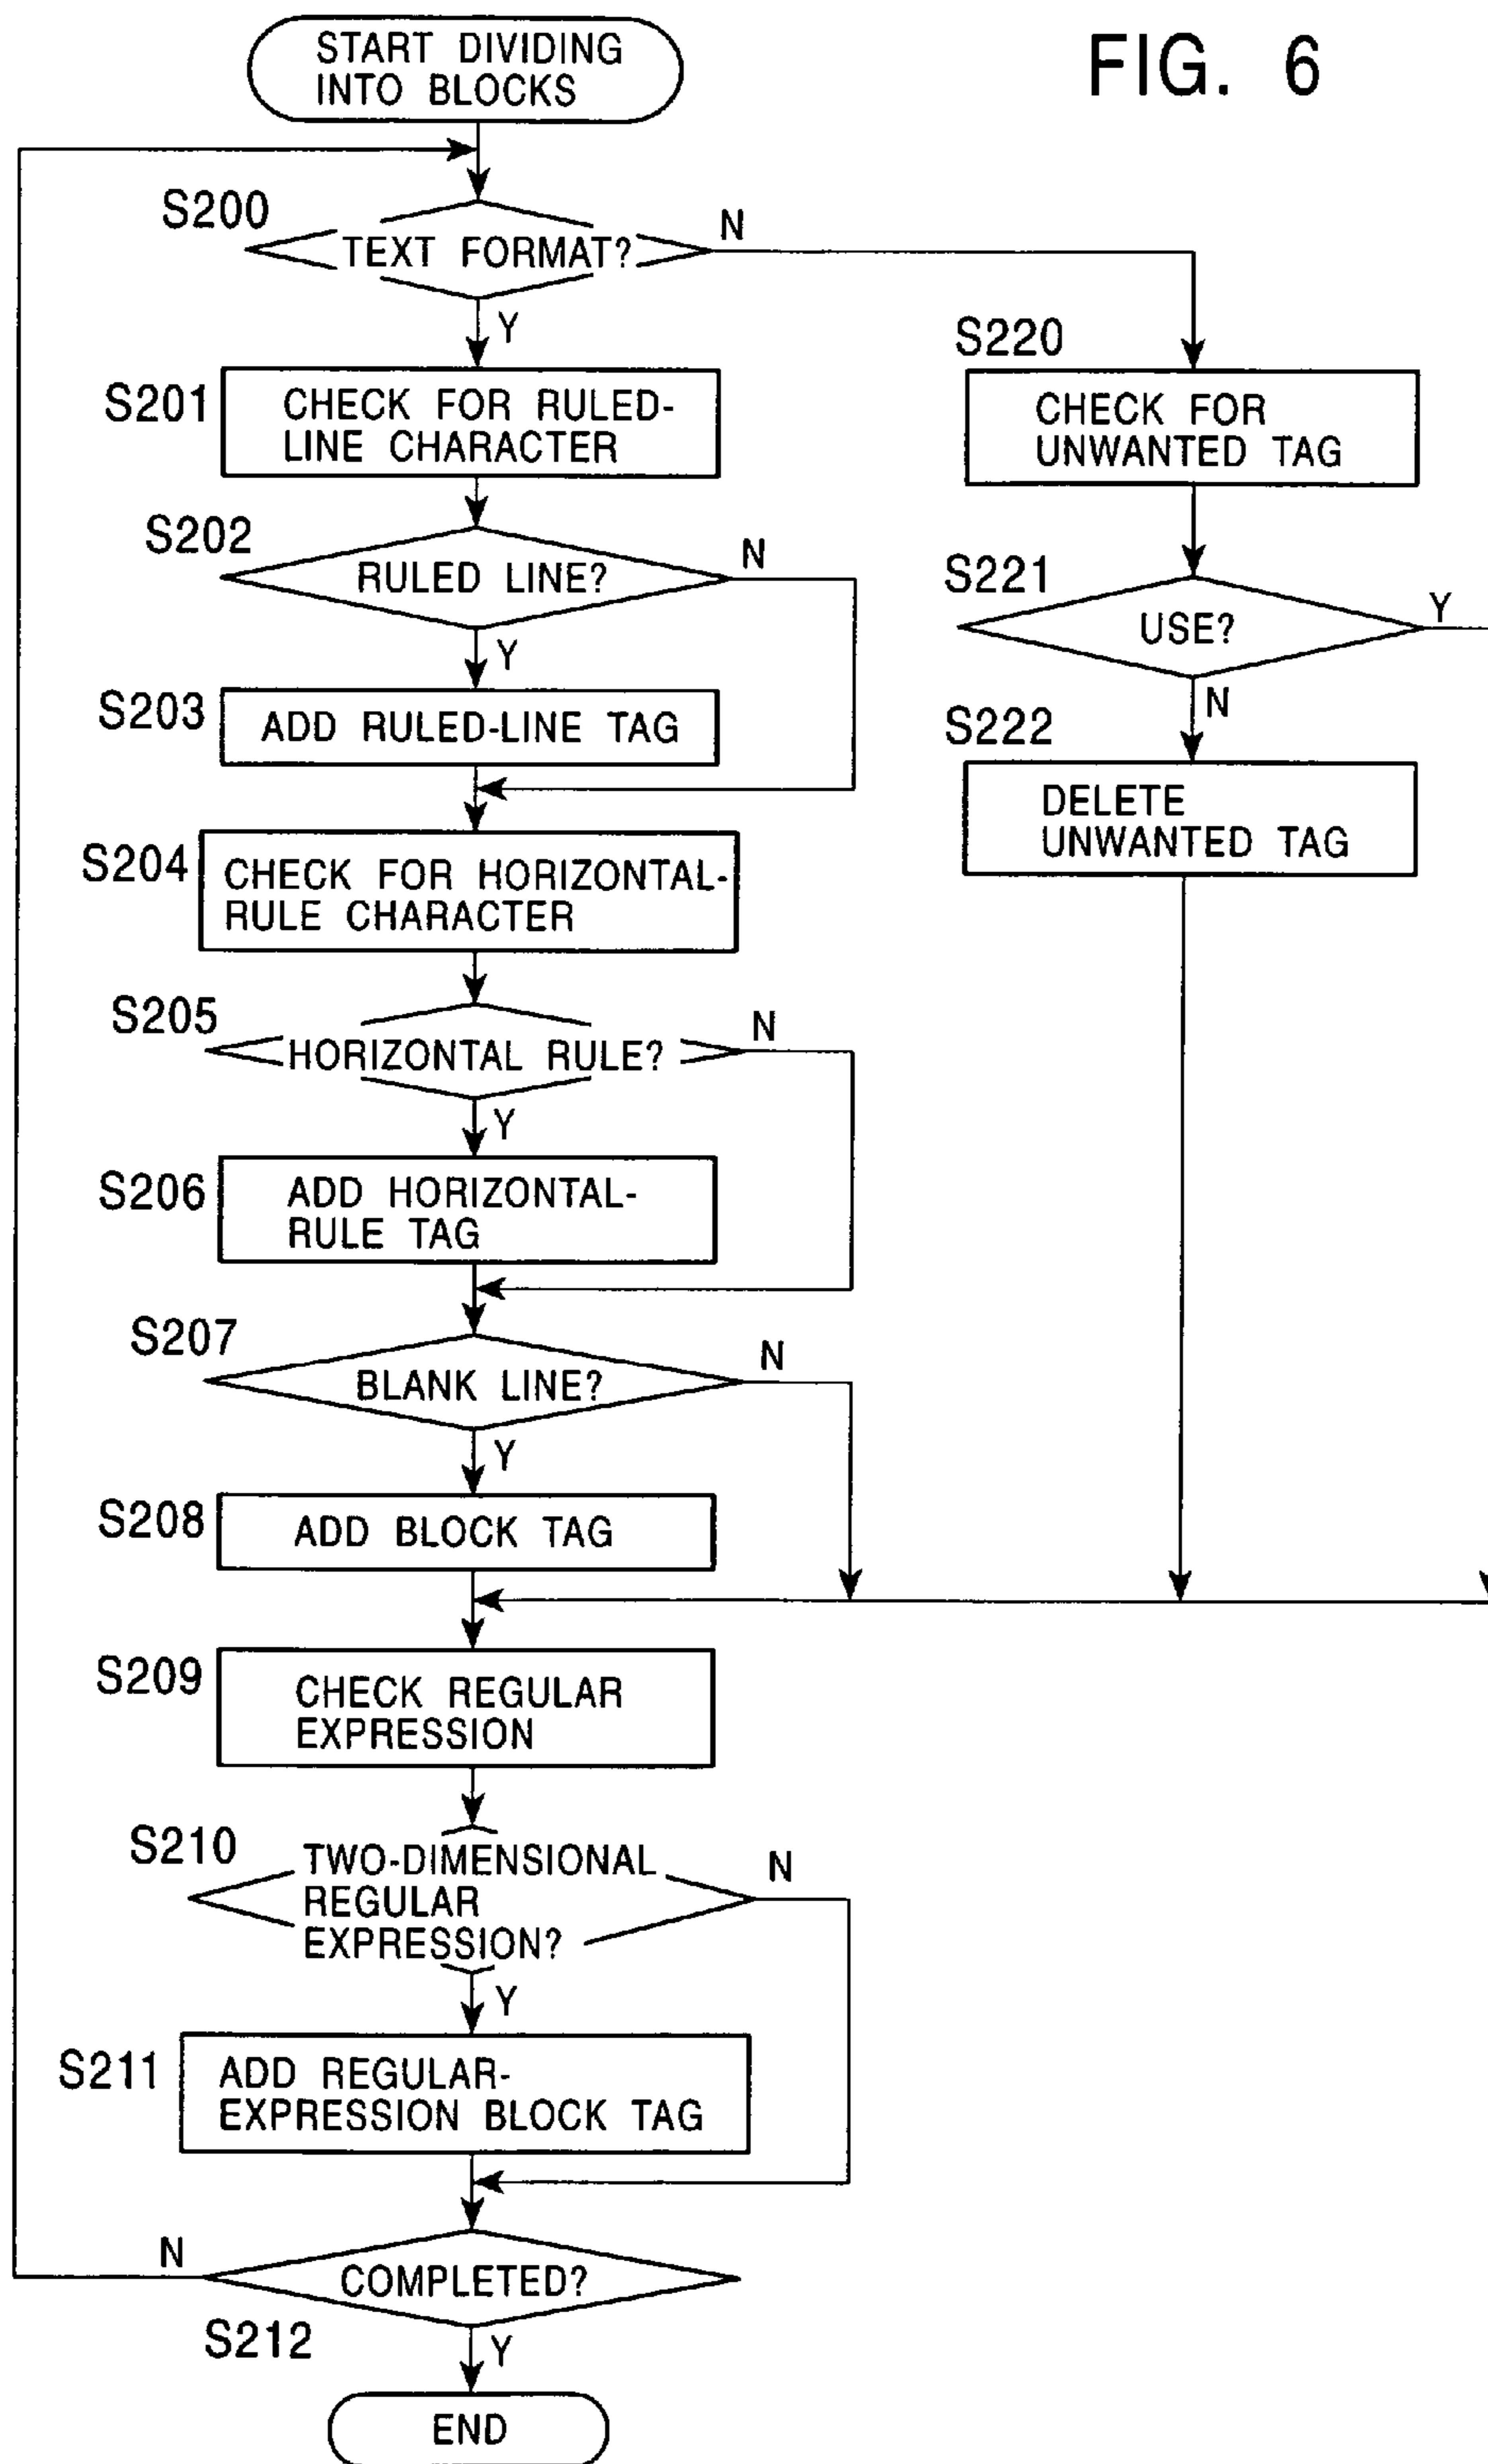 FIG. 6
START DIVIDING
INTO BLOCKS
S200
TEXT FORMAT?
N
Y
S201
CHECK FOR RULED-
LINE CHARACTER
S202
RULED LINE?
N
Y
S203
ADD RULED-LINE TAG
S204
CHECK FOR HORIZONTAL-
RULE CHARACTER
S205
HORIZONTAL RULE?
N
Y
S206
ADD HORIZONTAL-
RULE TAG
S207
BLANK LINE?
N
Y
S208
ADD BLOCK TAG
S220
CHECK FOR
UNWANTED TAG
S221
USE?
Y
N
S222
DELETE
UNWANTED TAG
S209
CHECK REGULAR
EXPRESSION
S210
TWO-DIMENSIONAL
REGULAR
EXPRESSION?
N
Y
S211
ADD REGULAR-
EXPRESSION BLOCK TAG
N
COMPLETED?
S212
Y
END